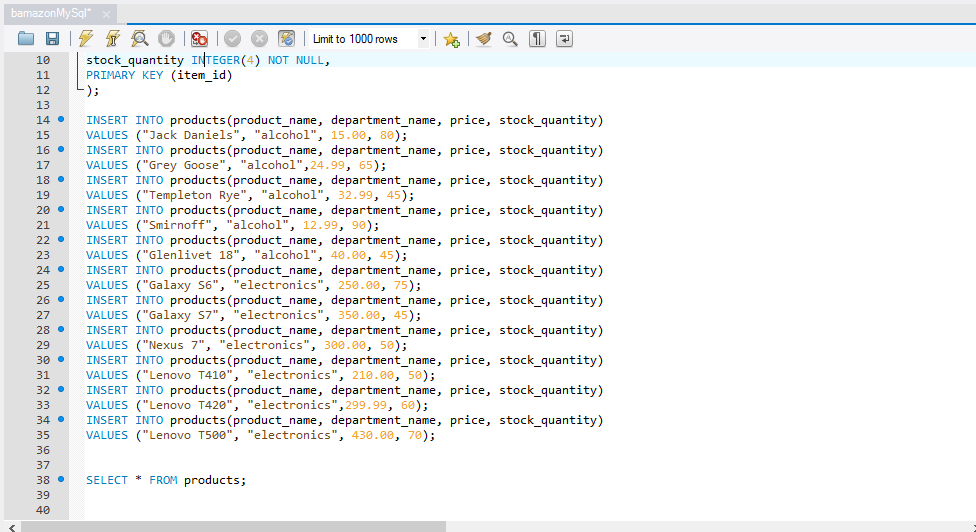 bamazonMySql*
Limit to 1000 rows
10 stock_quantity INTEGER(4) NOT NULL,
11 PRIMARY KEY (item_id)
12 );
13
14 INSERT INTO products(product_name, department_name, price, stock_quantity)
15 VALUES ("Jack Daniels", "alcohol", 15.00, 80);
16 INSERT INTO products(product_name, department_name, price, stock_quantity)
17 VALUES ("Grey Goose", "alcohol",24.99, 65);
18 INSERT INTO products(product_name, department_name, price, stock_quantity)
19 VALUES ("Templeton Rye", "alcohol", 32.99, 45);
20 INSERT INTO products(product_name, department_name, price, stock_quantity)
21 VALUES ("Smirnoff", "alcohol", 12.99, 90);
22 INSERT INTO products(product_name, department_name, price, stock_quantity)
23 VALUES ("Glenlivet 18", "alcohol", 40.00, 45);
24 INSERT INTO products(product_name, department_name, price, stock_quantity)
25 VALUES ("Galaxy S6", "electronics", 250.00, 75);
26 INSERT INTO products(product_name, department_name, price, stock_quantity)
27 VALUES ("Galaxy S7", "electronics", 350.00, 45);
28 INSERT INTO products(product_name, department_name, price, stock_quantity)
29 VALUES ("Nexus 7", "electronics", 300.00, 50);
30 INSERT INTO products(product_name, department_name, price, stock_quantity)
31 VALUES ("Lenovo T410", "electronics", 210.00, 50);
32 INSERT INTO products(product_name, department_name, price, stock_quantity)
33 VALUES ("Lenovo T420", "electronics",299.99, 60);
34 INSERT INTO products(product_name, department_name, price, stock_quantity)
35 VALUES ("Lenovo T500", "electronics", 430.00, 70);
36
37
38 SELECT * FROM products;
39
40